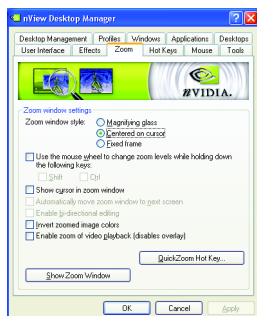 nView Desktop Manager
Desktop Management Profiles Windows Applications Desktops
User Interface Effects Zoom Hot Keys Mouse Tools
NVIDIA.
Zoom window settings
Zoom window style: Magnifying glass
Centered on cursor
Fixed frame
Use the mouse wheel to change zoom levels while holding down
the following keys:
Shift Ctrl
Show cursor in zoom window
Automatically move zoom window to next screen
Enable bi-directional editing
Invert zoomed image colors
Enable zoom of video playback (disables overlay)
QuickZoom Hot Key...
Show Zoom Window
OK Cancel Apply